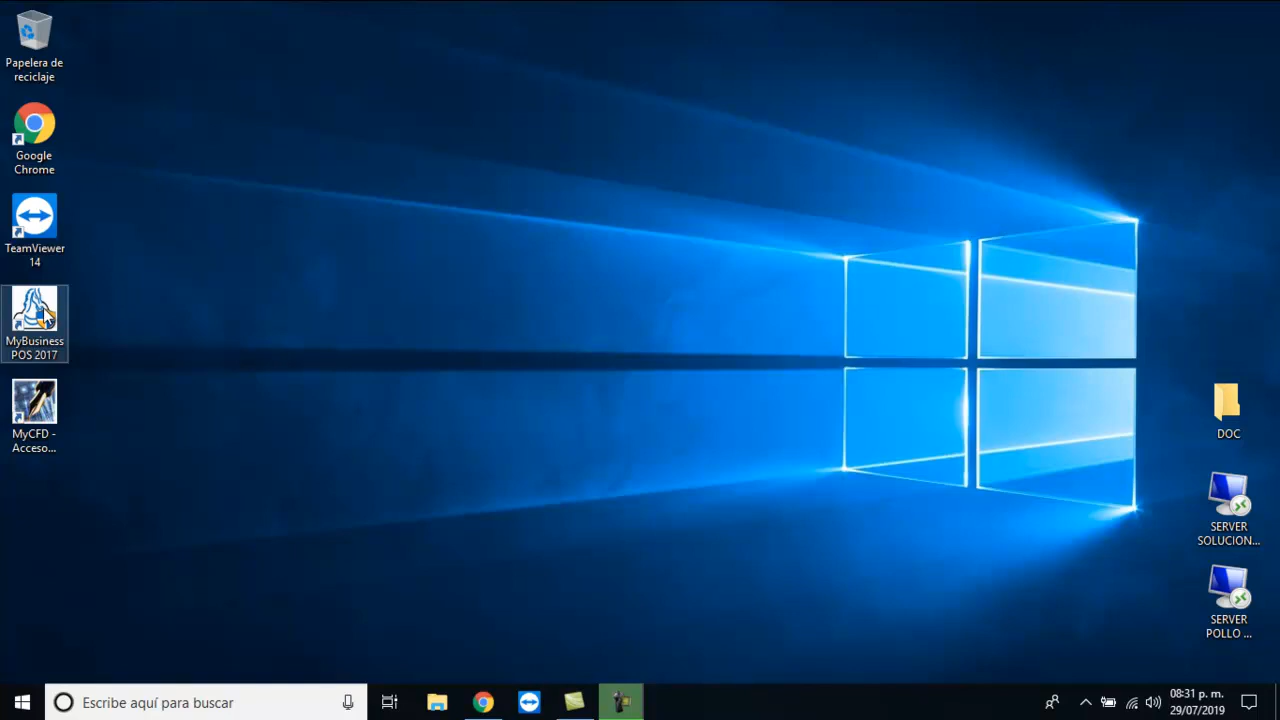 Papelera de
reciclaje
Google
Chrome
TeamViewer
14
MyBusiness
POS 2017
MyCFD -
Acceso...
DOC
SERVER
SOLUCION...
SERVER
POLLO ...
Escribe aquí para buscar
08:31 p. m.
29/07/2019